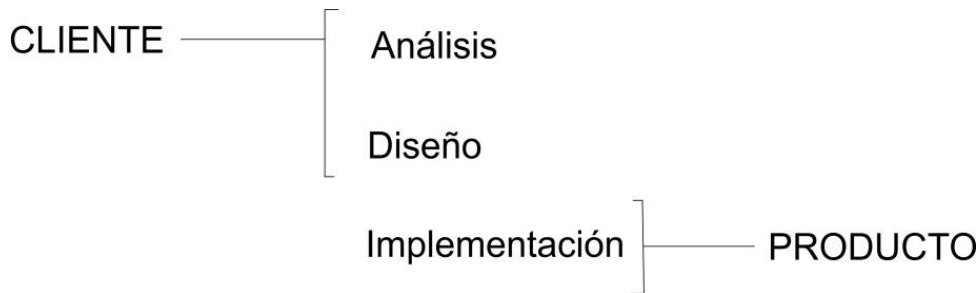 CLIENTE
Análisis
Diseño
Implementación
PRODUCTO